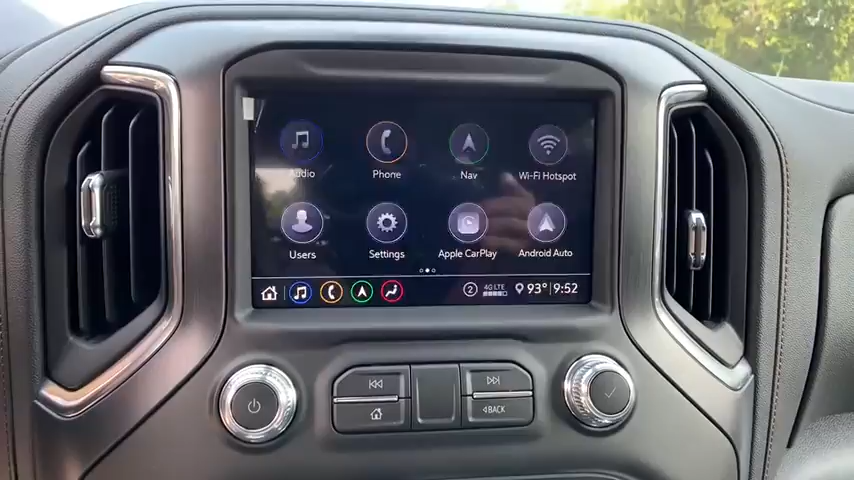 Audio Phone Nav Wi-Fi Hotspot
Users Settings Apple CarPlay Android Auto
2 4G LTE 93° 9:52
BACK